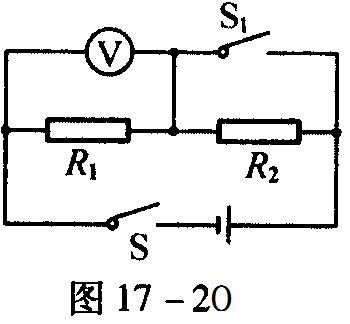 V
S₁
R₁
R₂
S
图 17 - 20